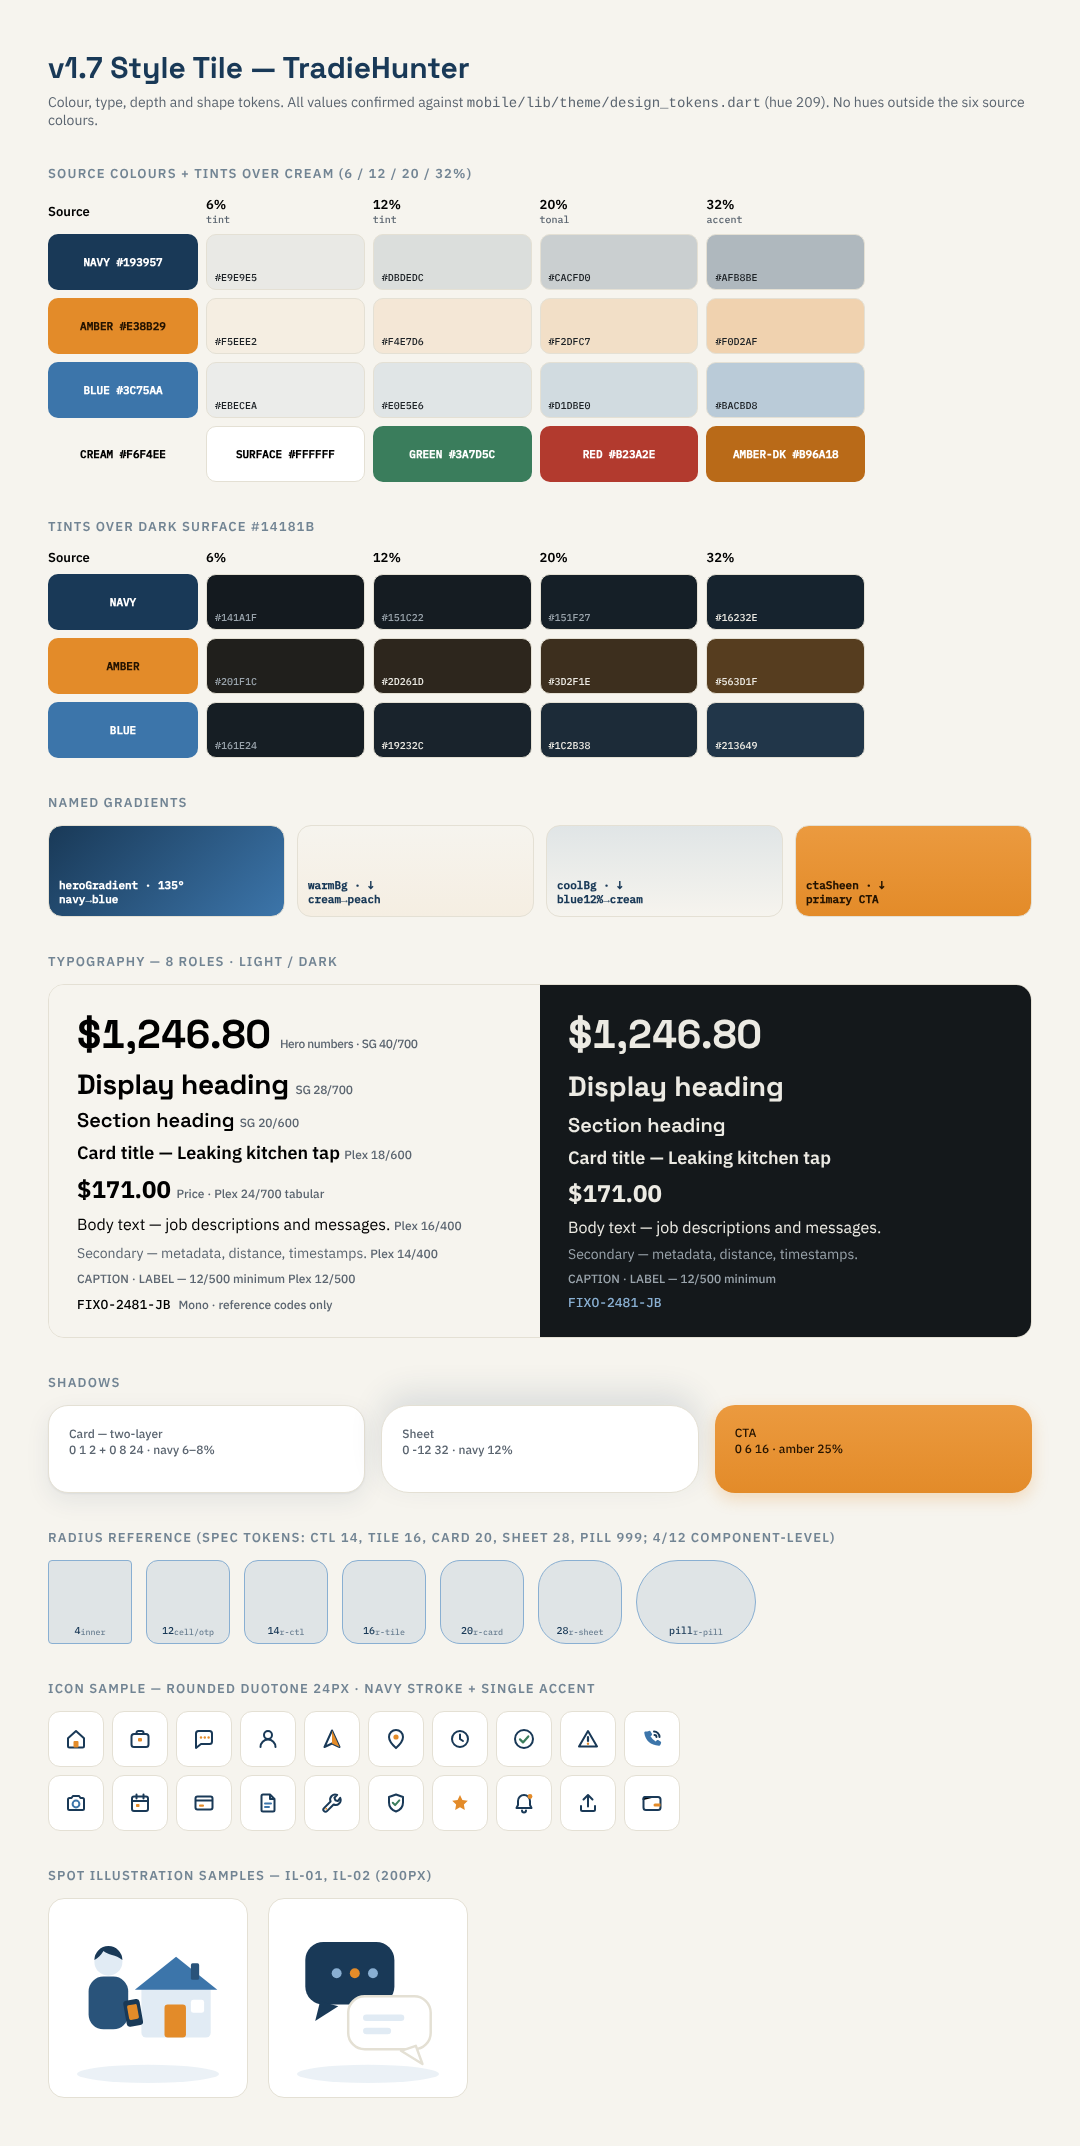 v1.7 Style Tile — TradieHunter
Colour, type, depth and shape tokens. All values confirmed against mobile/lib/theme/design_tokens.dart (hue 209). No hues outside the six source
colours.
SOURCE COLOURS + TINTS OVER CREAM (6 / 12 / 20 / 32%)
Source 6% tint 12% tint 20% tonal 32% accent
NAVY #193957 #E9E9E5 #DBDEDC #CACFD0 #AFB8BE
AMBER #E38B29 #F5EEE2 #F4E7D6 #F2DFC7 #F0D2AF
BLUE #3C75AA #EBECEA #E0E5E6 #D1DBE0 #BACBD8
CREAM #F6F4EE SURFACE #FFFFFF GREEN #3A7D5C RED #B23A2E AMBER-DK #B96A18
TINTS OVER DARK SURFACE #14181B
Source 6% 12% 20% 32%
NAVY #141A1F #151C22 #151F27 #16232E
AMBER #201F1C #2D261D #3D2F1E #563D1F
BLUE #161E24 #19232C #1C2B38 #213649
NAMED GRADIENTS
heroGradient · 135°
navy→blue
warmBg · ↓
cream→peach
coolBg · ↓
blue12%→cream
ctaSheen · ↓
primary CTA
TYPOGRAPHY — 8 ROLES · LIGHT / DARK
$1,246.80 Hero numbers · SG 40/700
Display heading SG 28/700
Section heading SG 20/600
Card title — Leaking kitchen tap Plex 18/600
$171.00 Price · Plex 24/700 tabular
Body text — job descriptions and messages. Plex 16/400
Secondary — metadata, distance, timestamps. Plex 14/400
CAPTION · LABEL — 12/500 minimum Plex 12/500
FIXO-2481-JB Mono · reference codes only
$1,246.80
Display heading
Section heading
Card title — Leaking kitchen tap
$171.00
Body text — job descriptions and messages.
Secondary — metadata, distance, timestamps.
CAPTION · LABEL — 12/500 minimum
FIXO-2481-JB
SHADOWS
Card — two-layer
0 1 2 + 0 8 24 · navy 6–8%
Sheet
0 -12 32 · navy 12%
CTA
0 6 16 · amber 25%
RADIUS REFERENCE (SPEC TOKENS: CTL 14, TILE 16, CARD 20, SHEET 28, PILL 999; 4/12 COMPONENT-LEVEL)
4inner 12cell/otp 14r-ctl 16r-tile 20r-card 28r-sheet pillr-pill
ICON SAMPLE — ROUNDED DUOTONE 24PX · NAVY STROKE + SINGLE ACCENT
SPOT ILLUSTRATION SAMPLES — IL-01, IL-02 (200PX)